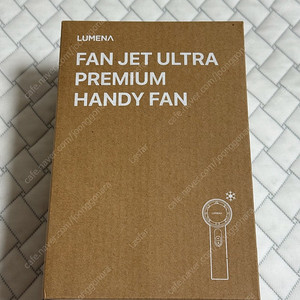 LUMENA
FAN JET ULTRA
PREMIUM
HANDY FAN